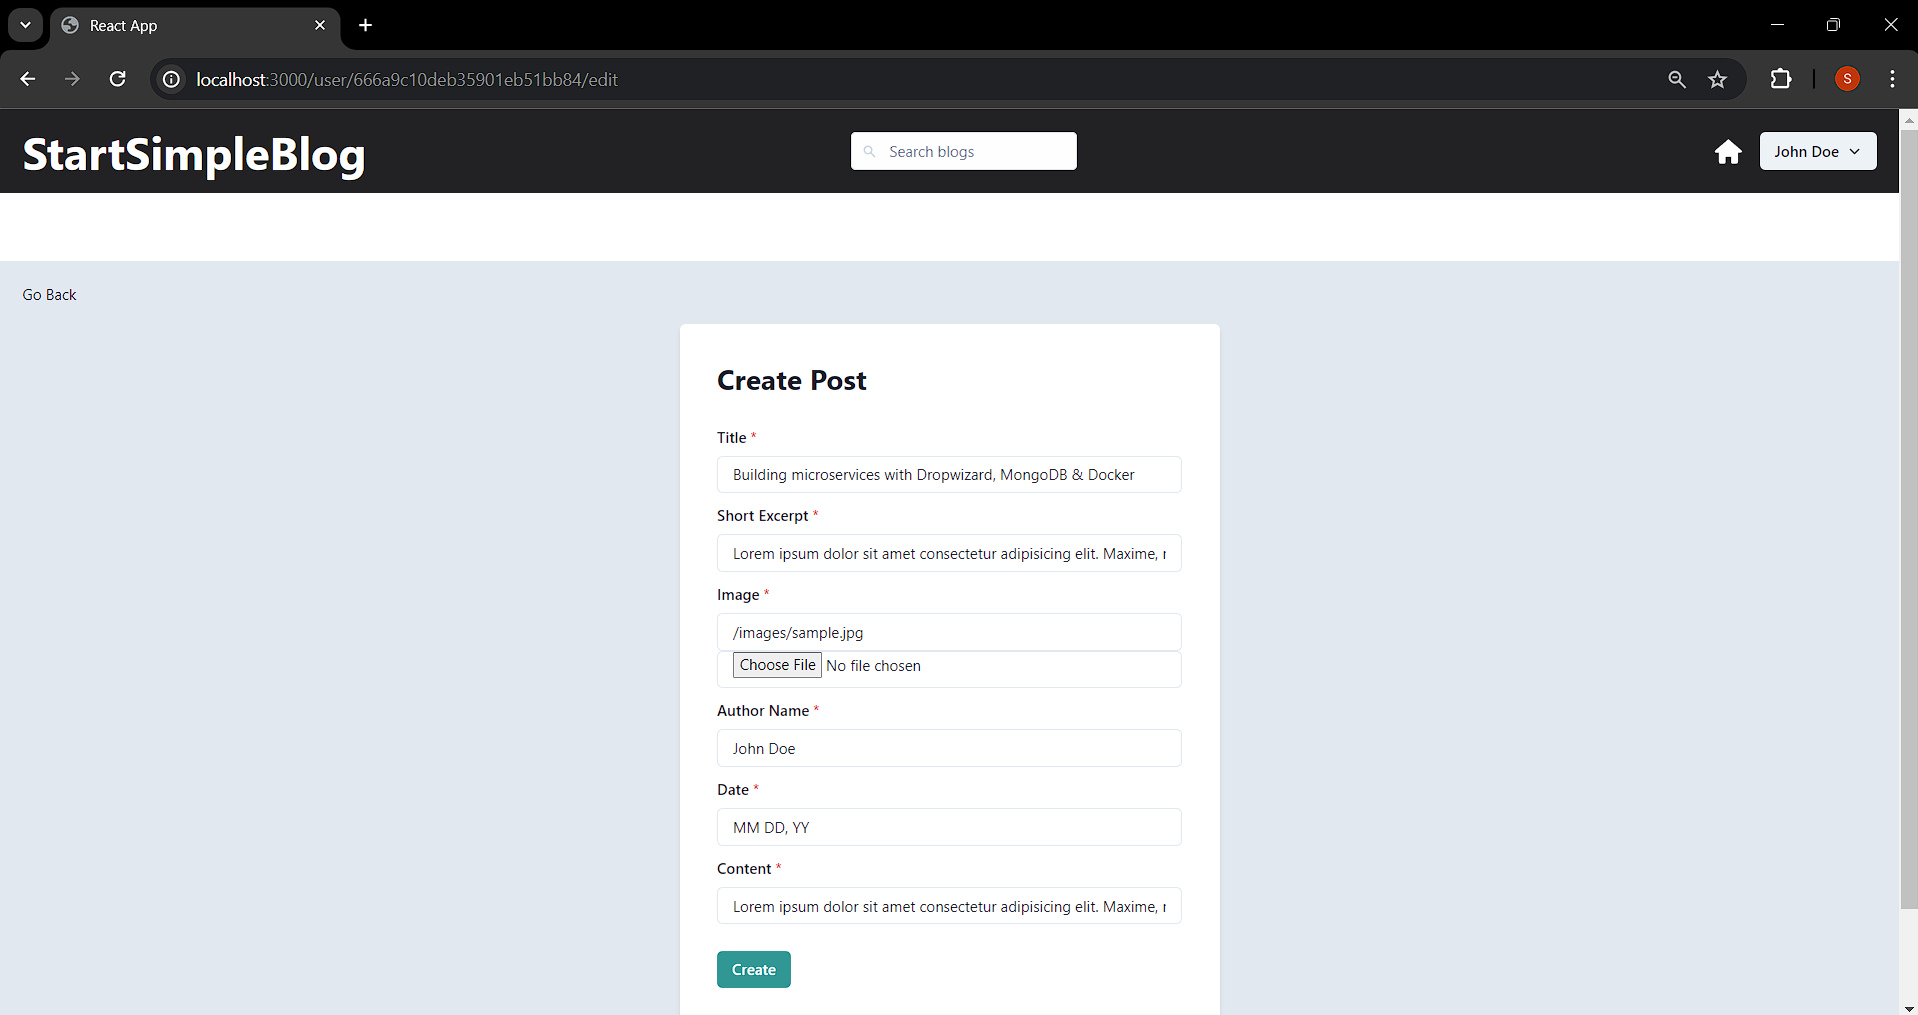 React App
localhost:3000/user/666a9c10deb35901eb51bb84/edit
S
StartSimpleBlog
Search blogs
John Doe
Go Back
Create Post
Title *
Building microservices with Dropwizard, MongoDB & Docker
Short Excerpt *
Lorem ipsum dolor sit amet consectetur adipisicing elit. Maxime,
Image *
/images/sample.jpg
Choose File No file chosen
Author Name *
John Doe
Date *
MM DD, YY
Content *
Lorem ipsum dolor sit amet consectetur adipisicing elit. Maxime,
Create